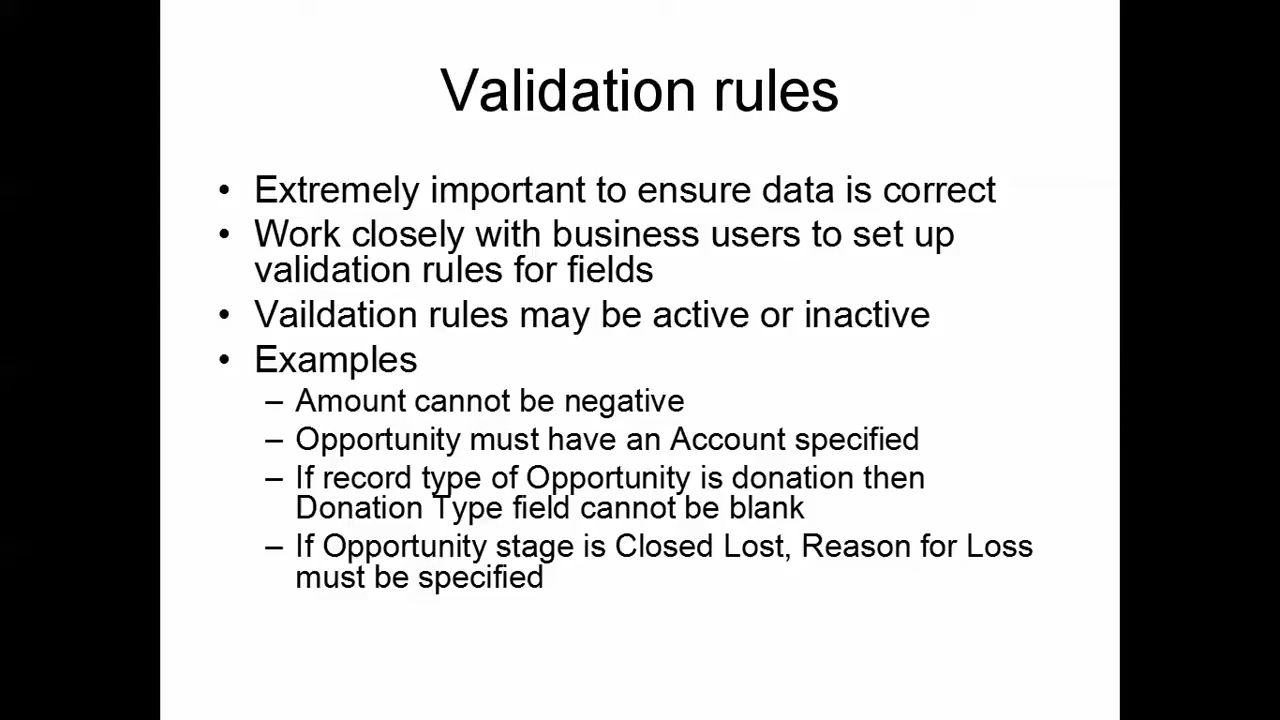 Validation rules
• Extremely important to ensure data is correct
• Work closely with business users to set up
validation rules for fields
• Vaildation rules may be active or inactive
• Examples
– Amount cannot be negative
– Opportunity must have an Account specified
– If record type of Opportunity is donation then
Donation Type field cannot be blank
– If Opportunity stage is Closed Lost, Reason for Loss
must be specified